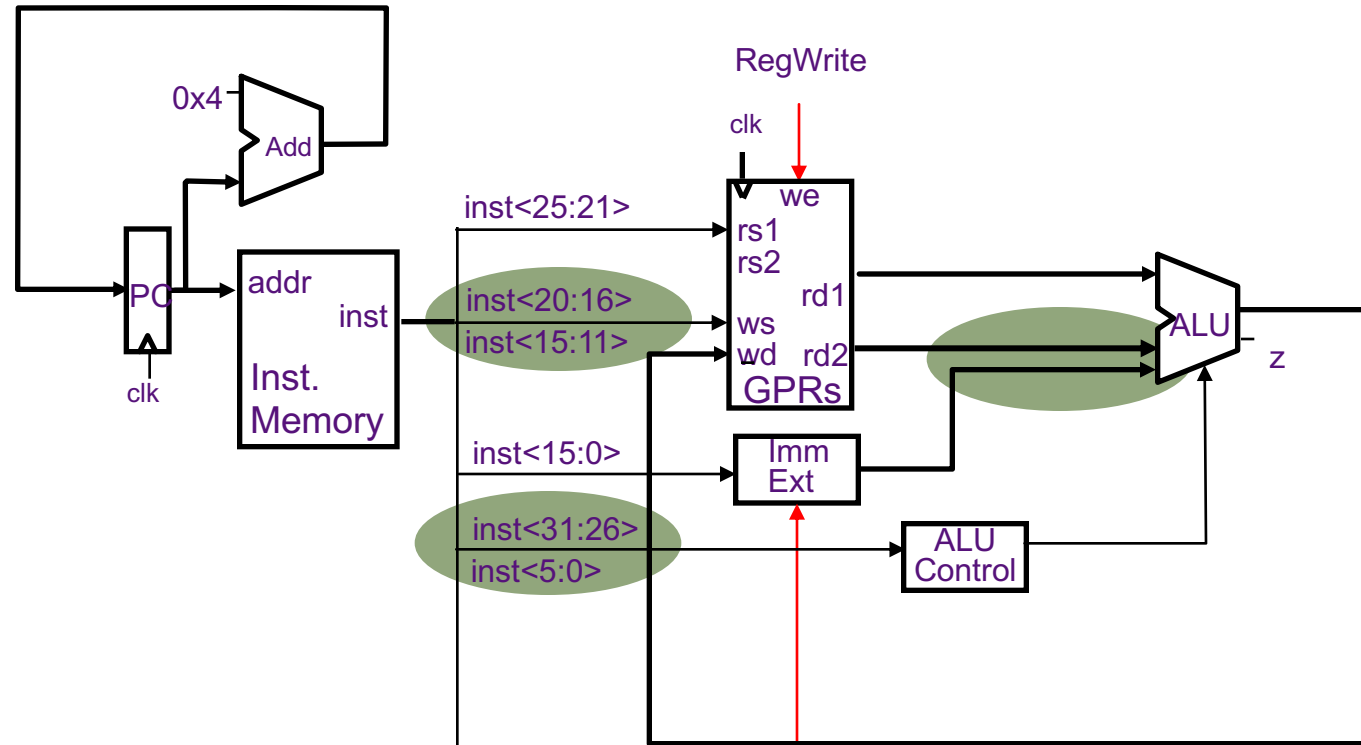 RegWrite
0x4
Add
clk
we
inst<25:21>
rs1
rs2
PC
addr
inst
clk
Inst.
Memory
inst<20:16>
inst<15:11>
rd1
ws
wd
rd2
GPRs
ALU
z
inst<15:0>
Imm
Ext
inst<31:26>
inst<5:0>
ALU
Control